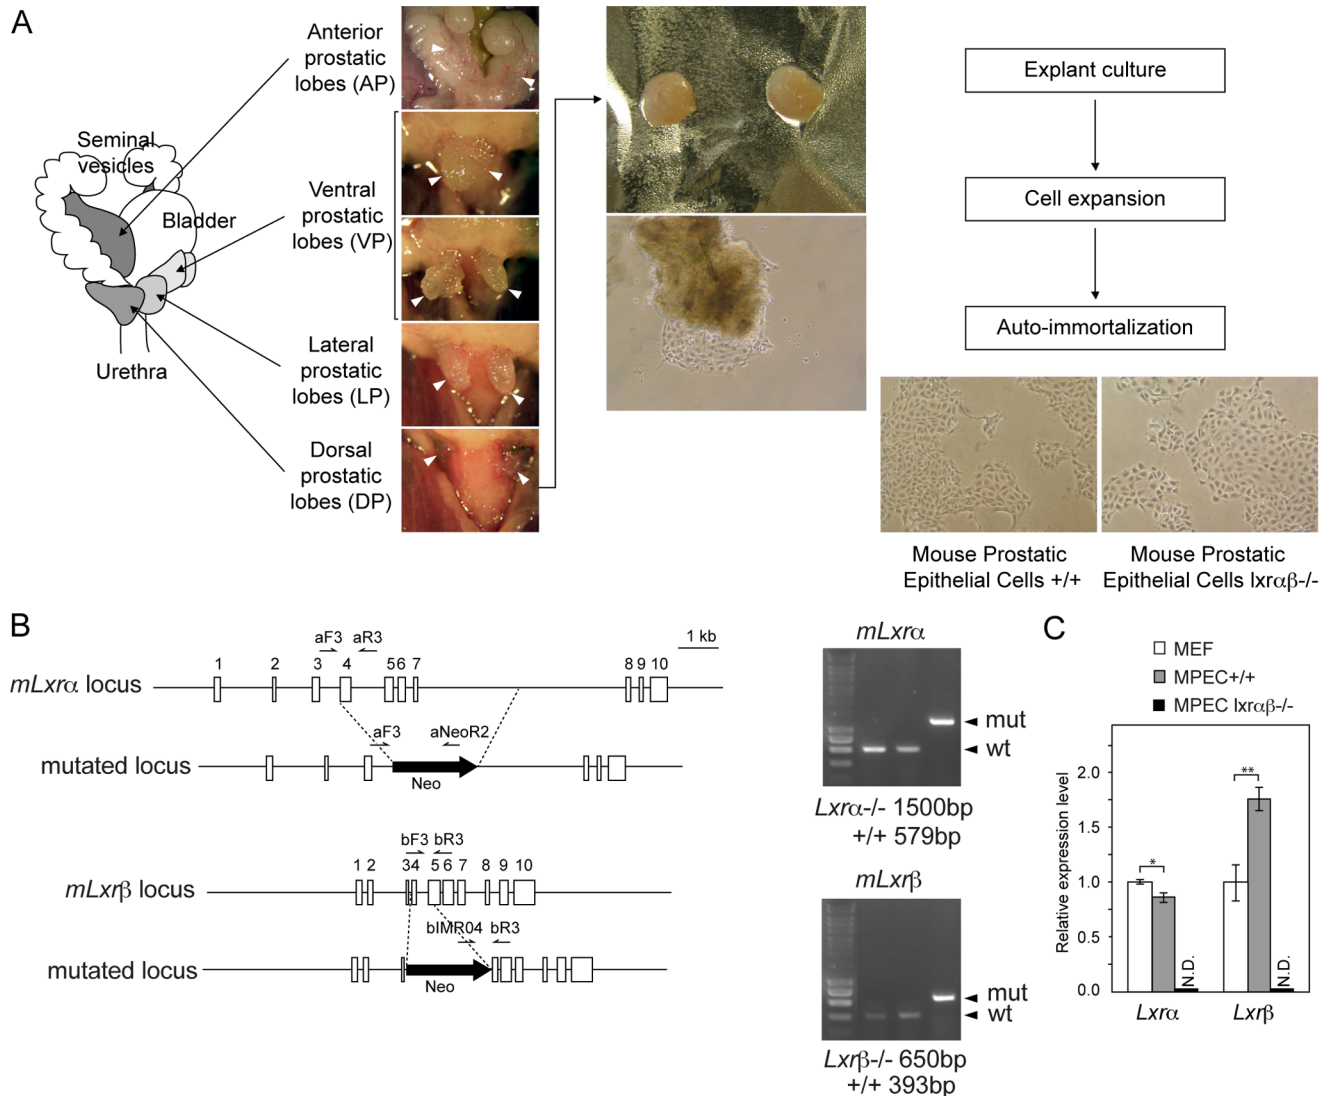 A
Anterior
prostatic
lobes (AP)
Seminal
vesicles
Bladder
Ventral
prostatic
lobes (VP)
Lateral
prostatic
lobes (LP)
Urethra
Dorsal
prostatic
lobes (DP)
Explant culture
Cell expansion
Auto-immortalization
Mouse Prostatic
Epithelial Cells +/+
Mouse Prostatic
Epithelial Cells lxrαβ-/-
B
aF3 aR3
1 kb
1 2 3 4 5 6 7 8 9 10
mLxrα locus
aF3 aNeoR2
mutated locus
Neo
bF3 bR3
1 2 3 4 5 6 7 8 9 10
mLxrβ locus
bIMR04 bR3
mutated locus
Neo
mLxrα
mut
wt
Lxrα-/- 1500bp
+/+ 579bp
mLxrβ
mut
wt
Lxrβ-/- 650bp
+/+ 393bp
C
MEF
MPEC+/+
MPEC lxrαβ-/-
Relative expression level
2.0
1.5
1.0
0.5
0.0
*
**
N.D.
N.D.
Lxrα
Lxrβ